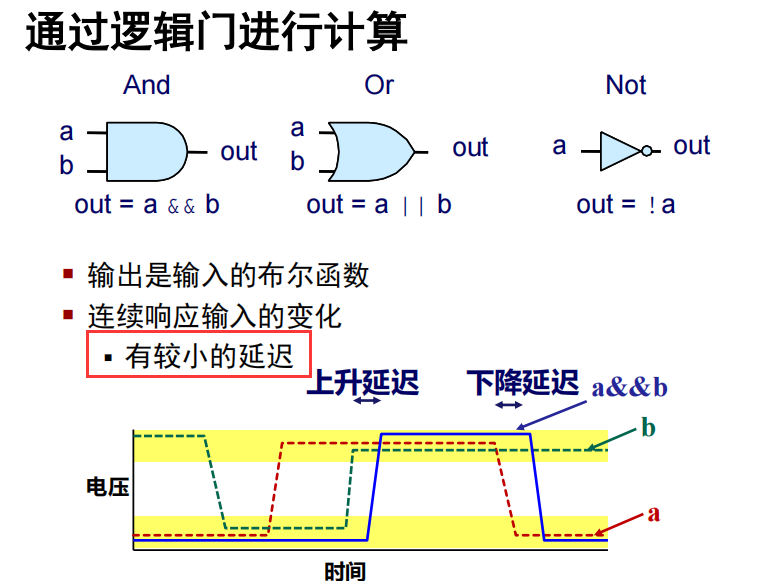 通过逻辑门进行计算
And Or Not
a b out
a b out
a out
out = a && b
out = a || b
out = !a
▪ 输出是输入的布尔函数
▪ 连续响应输入的变化
▪ 有较小的延迟
上升延迟 下降延迟 a&&b
b
电压
a
时间